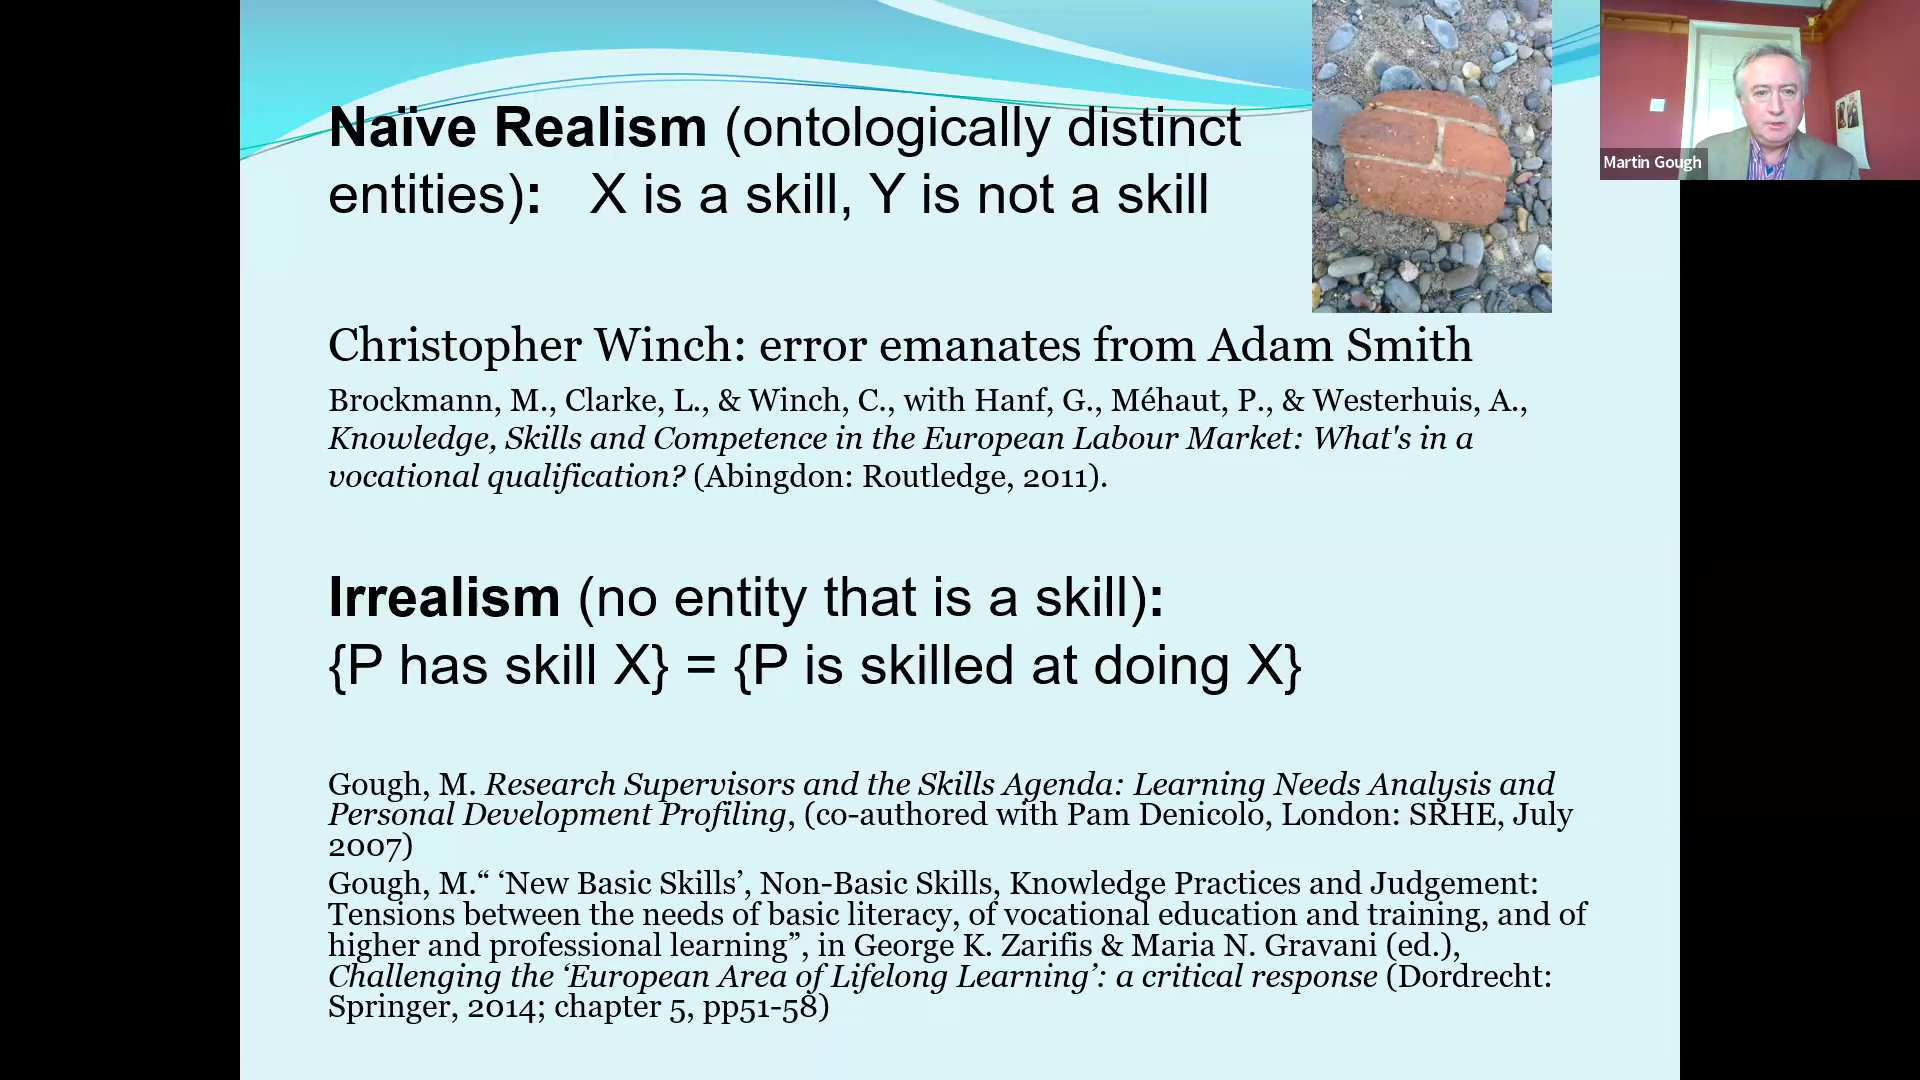 Naïve Realism (ontologically distinct
entities): X is a skill, Y is not a skill
Martin Gough
Christopher Winch: error emanates from Adam Smith
Brockmann, M., Clarke, L., & Winch, C., with Hanf, G., Méhaut, P., & Westerhuis, A.,
Knowledge, Skills and Competence in the European Labour Market: What's in a
vocational qualification? (Abingdon: Routledge, 2011).
Irrealism (no entity that is a skill):
{P has skill X} = {P is skilled at doing X}
Gough, M. Research Supervisors and the Skills Agenda: Learning Needs Analysis and
Personal Development Profiling, (co-authored with Pam Denicolo, London: SRHE, July
2007)
Gough, M.“ ‘New Basic Skills’, Non-Basic Skills, Knowledge Practices and Judgement:
Tensions between the needs of basic literacy, of vocational education and training, and of
higher and professional learning”, in George K. Zarifis & Maria N. Gravani (ed.),
Challenging the ‘European Area of Lifelong Learning’: a critical response (Dordrecht:
Springer, 2014; chapter 5, pp51-58)